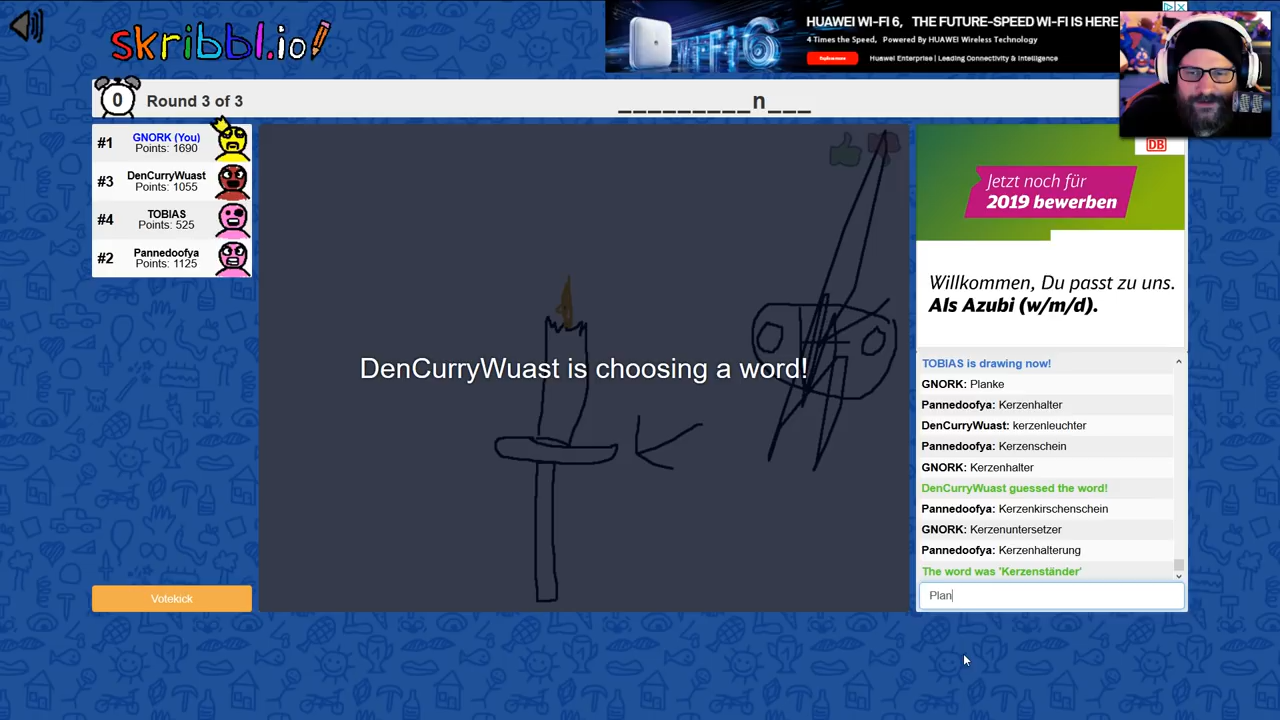 skribbl.io
HUAWEI WI-FI 6, THE FUTURE-SPEED WI-FI IS HERE
4 Times the Speed, Powered By HUAWEI Wireless Technology
Huawei Enterprise | Leading Connectivity & Intelligence
0
Round 3 of 3
_________n___
#1
GNORK (You)
Points: 1690
#3
DenCurryWuast
Points: 1055
#4
TOBIAS
Points: 525
#2
Pannedoofya
Points: 1125
DenCurryWuast is choosing a word!
DB
Jetzt noch für
2019 bewerben
Willkommen, Du passt zu uns.
Als Azubi (w/m/d).
TOBIAS is drawing now!
GNORK: Planke
Pannedoofya: Kerzenhalter
DenCurryWuast: kerzenleuchter
Pannedoofya: Kerzenschein
GNORK: Kerzenhalter
DenCurryWuast guessed the word!
Pannedoofya: Kerzenkirschenschein
GNORK: Kerzenuntersetzer
Pannedoofya: Kerzenhalterung
The word was 'Kerzenständer'
Plan
Votekick